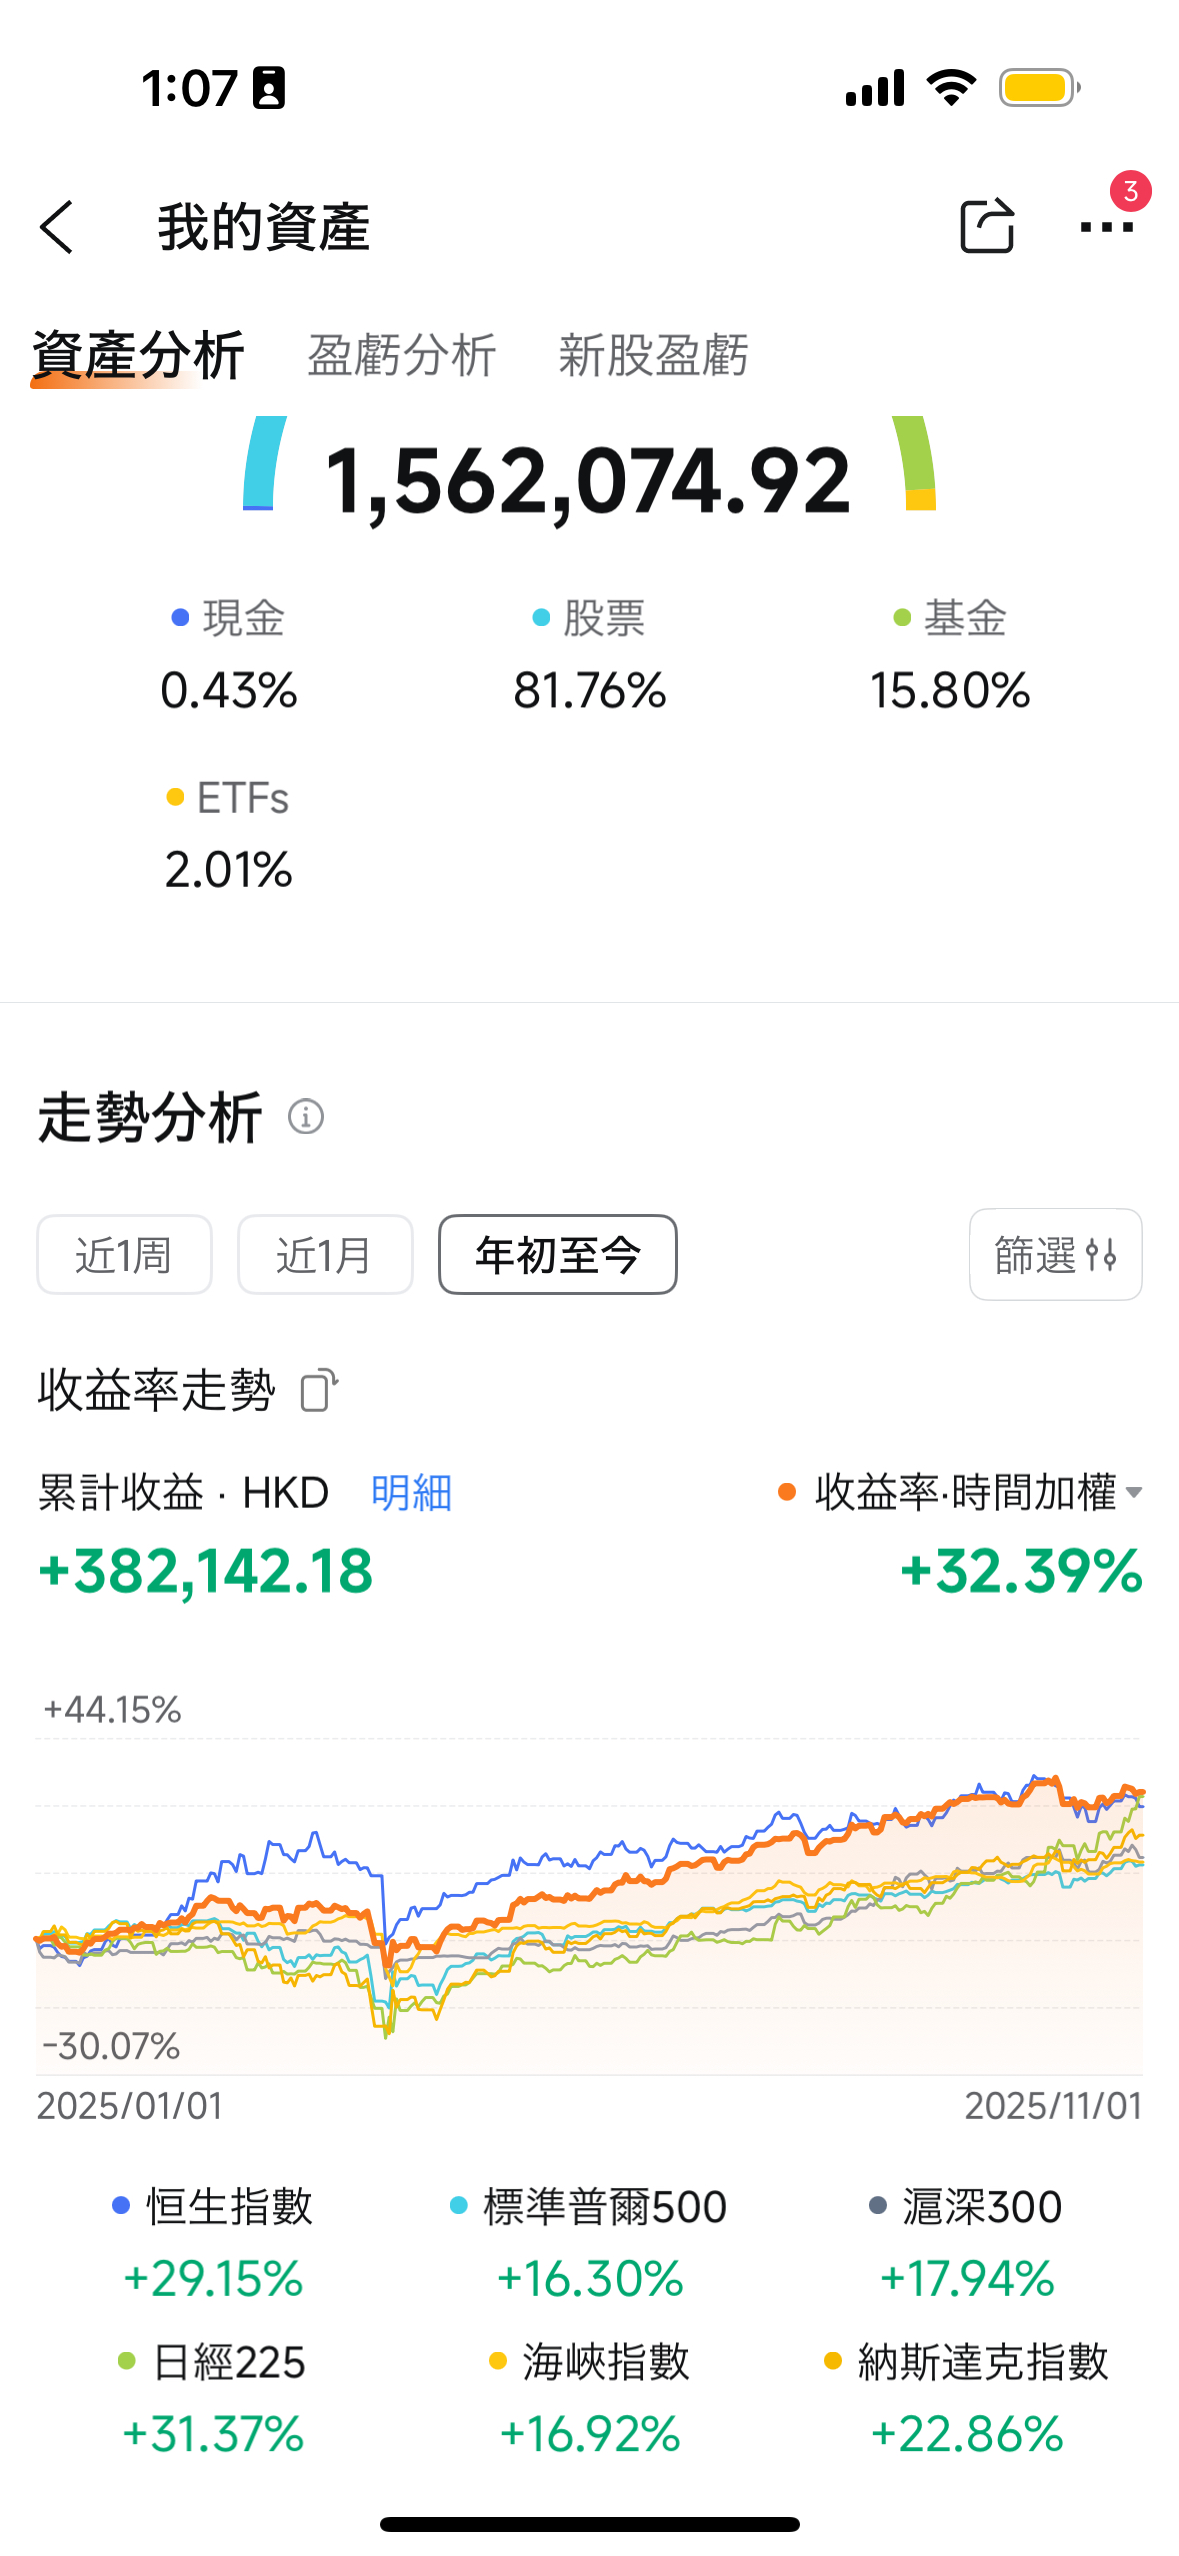 1:07
我的資產
3
資產分析 盈虧分析 新股盈虧
1,562,074.92
現金 股票 基金
0.43% 81.76% 15.80%
ETFs
2.01%
走勢分析
近1周 近1月 年初至今 篩選
收益率走勢
累計收益 · HKD 明細 收益率·時間加權
+382,142.18 +32.39%
+44.15%
-30.07%
2025/01/01 2025/11/01
恒生指數 標準普爾500 滬深300
+29.15% +16.30% +17.94%
日經225 海峽指數 納斯達克指數
+31.37% +16.92% +22.86%